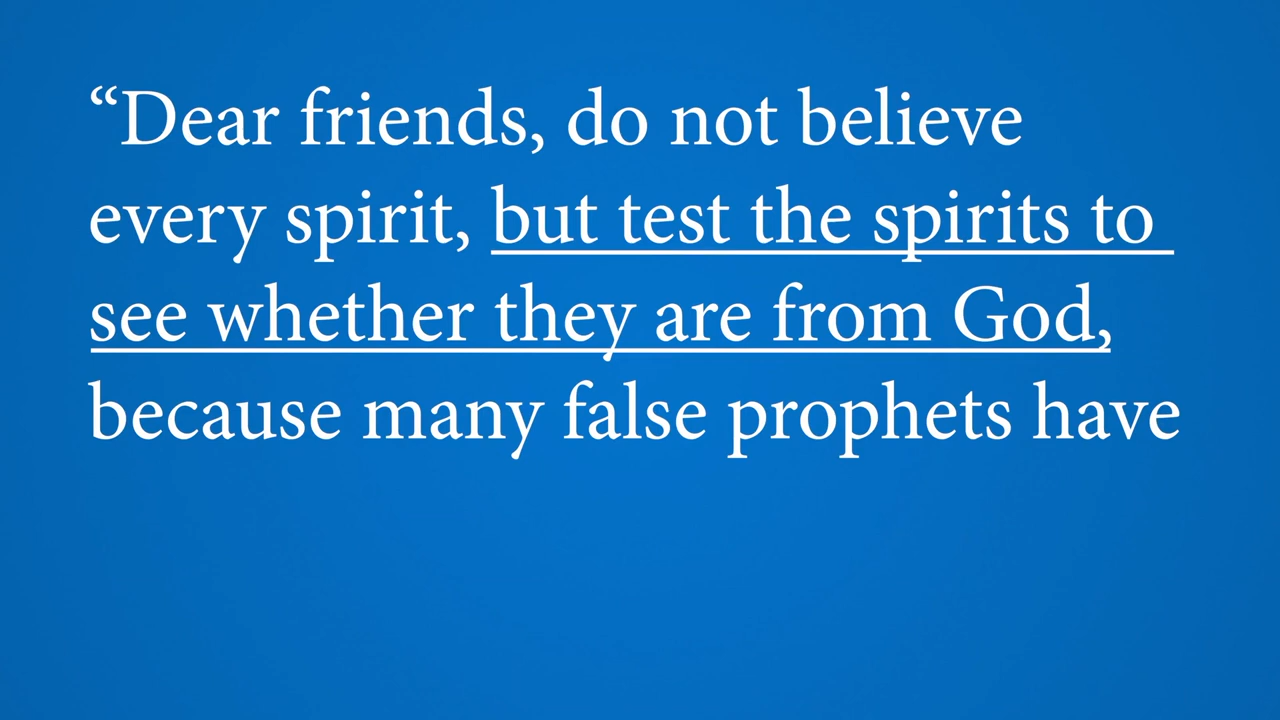 “Dear friends, do not believe
every spirit, but test the spirits to
see whether they are from God,
because many false prophets have